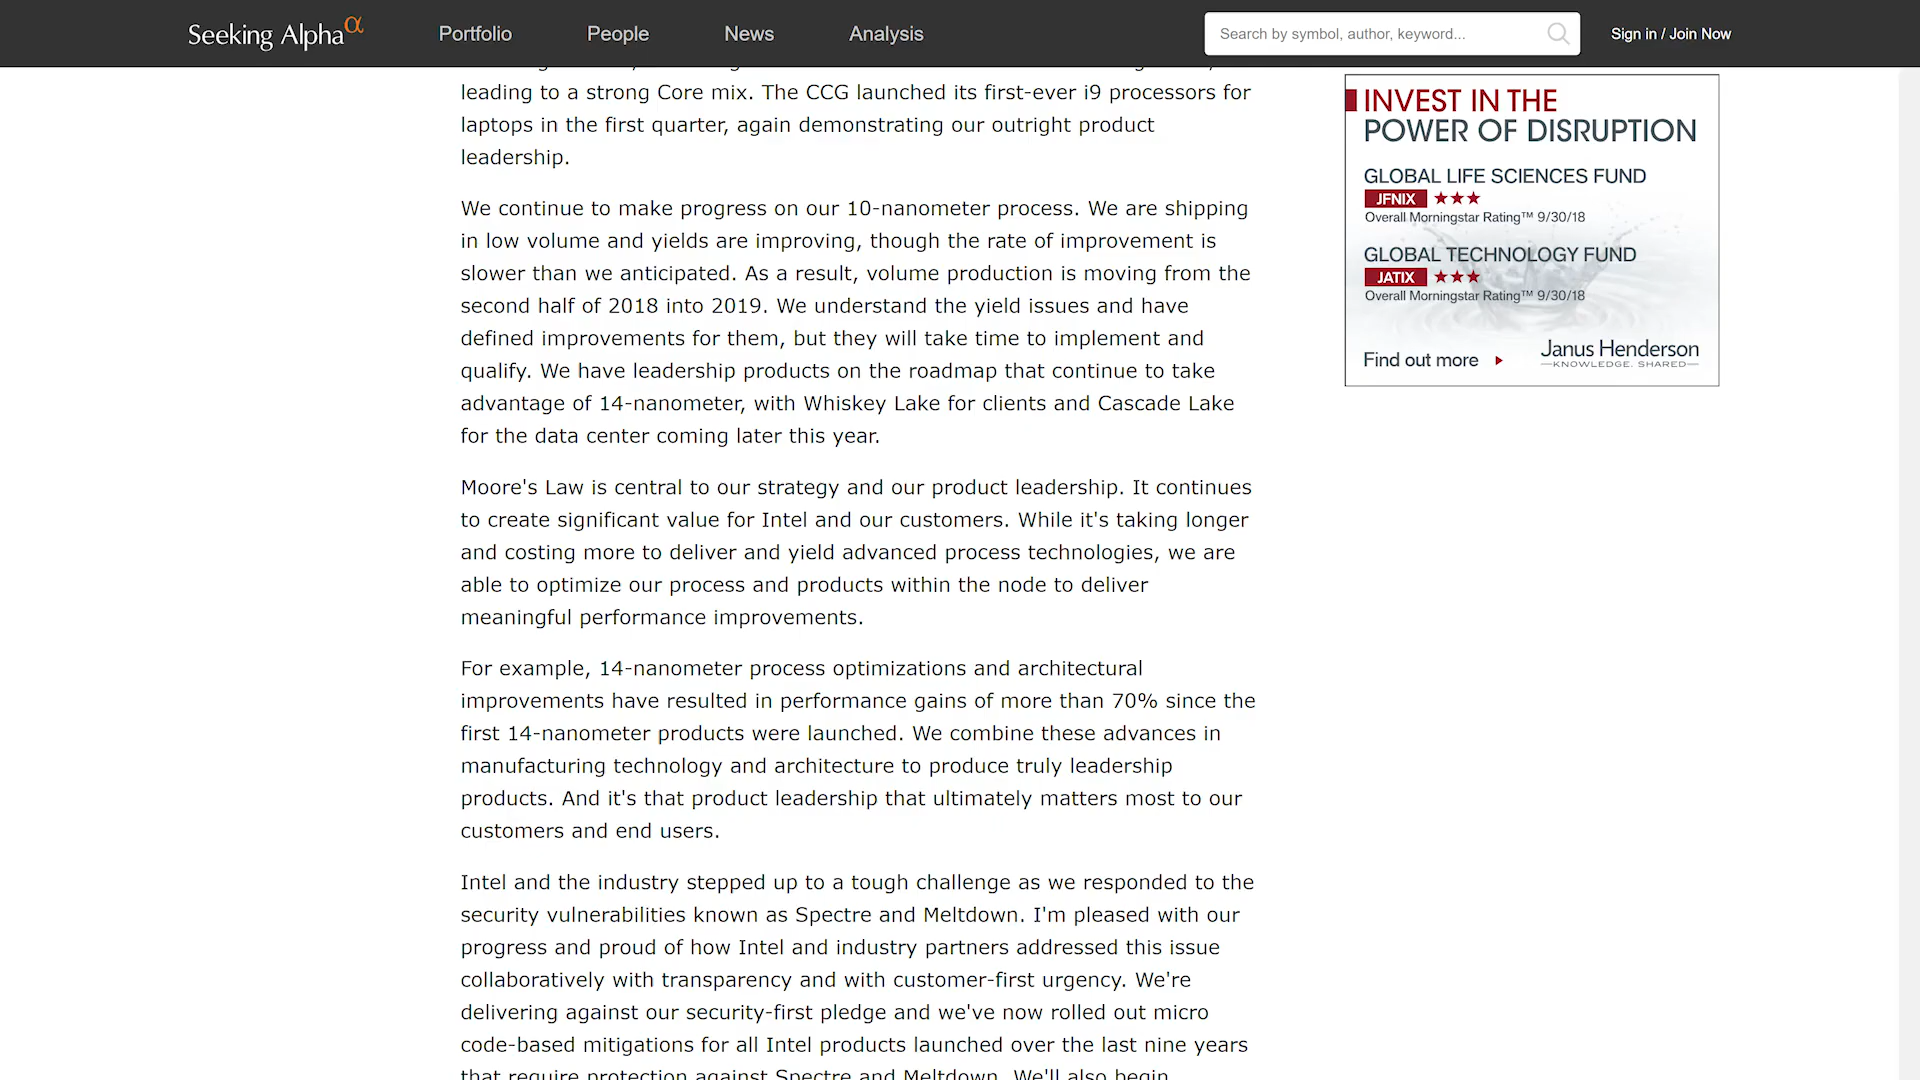 Seeking Alphaα
Portfolio
People
News
Analysis
Search by symbol, author, keyword...
Sign in / Join Now
leading to a strong Core mix. The CCG launched its first-ever i9 processors for
laptops in the first quarter, again demonstrating our outright product
leadership.
We continue to make progress on our 10-nanometer process. We are shipping
in low volume and yields are improving, though the rate of improvement is
slower than we anticipated. As a result, volume production is moving from the
second half of 2018 into 2019. We understand the yield issues and have
defined improvements for them, but they will take time to implement and
qualify. We have leadership products on the roadmap that continue to take
advantage of 14-nanometer, with Whiskey Lake for clients and Cascade Lake
for the data center coming later this year.
Moore's Law is central to our strategy and our product leadership. It continues
to create significant value for Intel and our customers. While it's taking longer
and costing more to deliver and yield advanced process technologies, we are
able to optimize our process and products within the node to deliver
meaningful performance improvements.
For example, 14-nanometer process optimizations and architectural
improvements have resulted in performance gains of more than 70% since the
first 14-nanometer products were launched. We combine these advances in
manufacturing technology and architecture to produce truly leadership
products. And it's that product leadership that ultimately matters most to our
customers and end users.
Intel and the industry stepped up to a tough challenge as we responded to the
security vulnerabilities known as Spectre and Meltdown. I'm pleased with our
progress and proud of how Intel and industry partners addressed this issue
collaboratively with transparency and with customer-first urgency. We're
delivering against our security-first pledge and we've now rolled out micro
code-based mitigations for all Intel products launched over the last nine years
that require protection against Spectre and Meltdown. We'll also begin
INVEST IN THE
POWER OF DISRUPTION
GLOBAL LIFE SCIENCES FUND
JFNIX ★★★
Overall Morningstar Rating™ 9/30/18
GLOBAL TECHNOLOGY FUND
JATIX ★★★
Overall Morningstar Rating™ 9/30/18
Find out more
Janus Henderson
KNOWLEDGE. SHARED